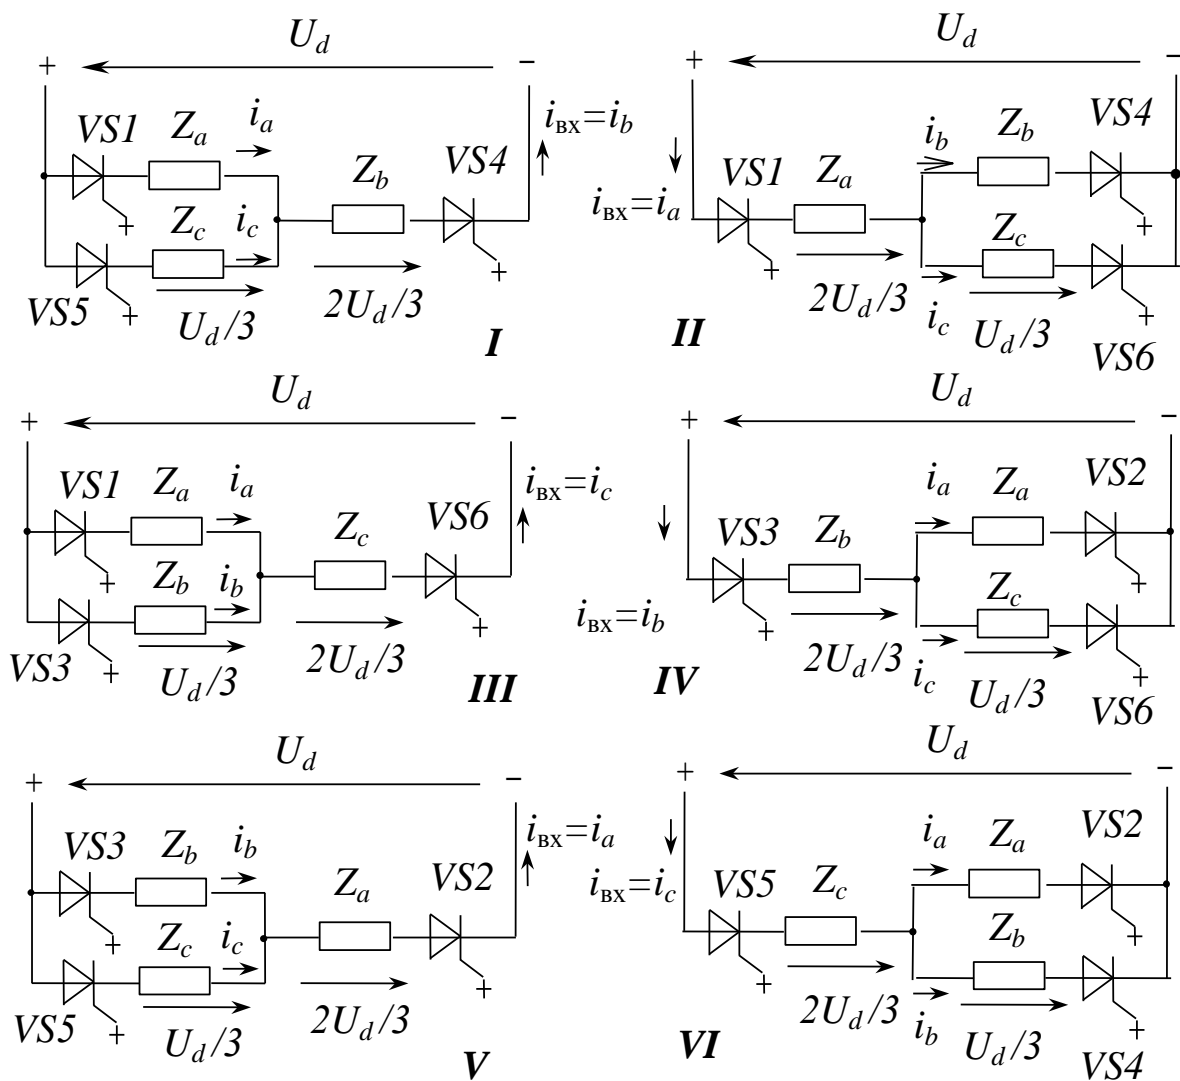 U_d
+
−
VS1
Z_a
i_a
i_вх=i_b
Z_b
VS4
+
Z_c
i_c
+
VS5
+
U_d/3
2U_d/3
I
U_d
+
−
VS4
i_b
Z_b
VS1
Z_a
i_вх=i_a
+
Z_c
+
2U_d/3
i_c
U_d/3
+
II
VS6
U_d
+
−
VS1
Z_a
i_a
i_вх=i_c
VS6
Z_c
+
Z_b
i_b
+
VS3
+
U_d/3
2U_d/3
III
U_d
+
−
VS2
i_a
Z_a
VS3
Z_b
+
Z_c
i_вх=i_b
+
2U_d/3
i_c
U_d/3
+
IV
VS6
U_d
+
−
VS3
Z_b
i_b
i_вх=i_a
Z_a
VS2
+
Z_c
i_c
+
VS5
+
U_d/3
2U_d/3
V
U_d
+
−
VS2
i_a
Z_a
i_вх=i_c
VS5
Z_c
+
Z_b
+
2U_d/3
i_b
U_d/3
+
VI
VS4